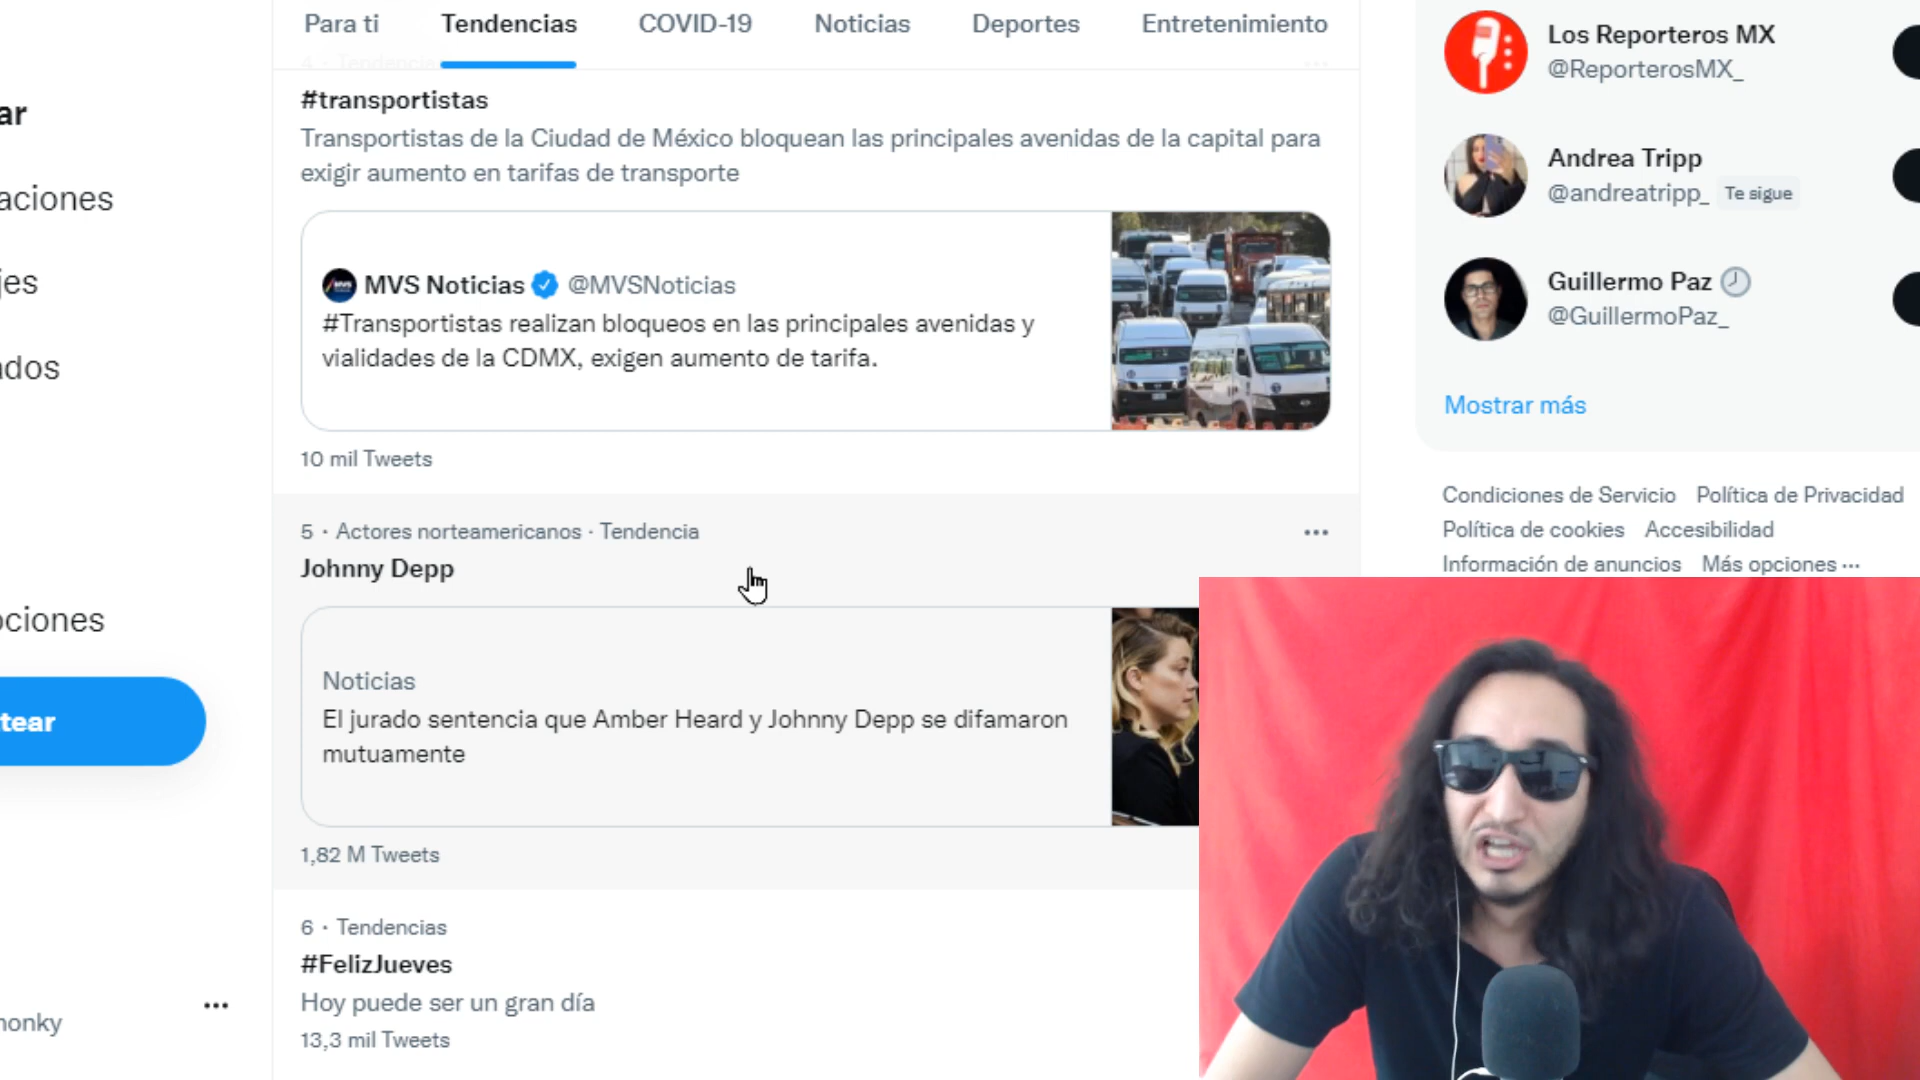 Para ti
Tendencias
COVID-19
Noticias
Deportes
Entretenimiento
4 · Tendencia
#transportistas
Transportistas de la Ciudad de México bloquean las principales avenidas de la capital para
exigir aumento en tarifas de transporte
MVS Noticias @MVSNoticias
#Transportistas realizan bloqueos en las principales avenidas y
vialidades de la CDMX, exigen aumento de tarifa.
10 mil Tweets
5 · Actores norteamericanos · Tendencia
Johnny Depp
Noticias
El jurado sentencia que Amber Heard y Johnny Depp se difamaron
mutuamente
1,82 M Tweets
6 · Tendencias
#FelizJueves
Hoy puede ser un gran día
13,3 mil Tweets
ar
aciones
jes
ados
ociones
tear
honky
Los Reporteros MX
@ReporterosMX_
Andrea Tripp
@andreatripp_ Te sigue
Guillermo Paz
@GuillermoPaz_
Mostrar más
Condiciones de Servicio Política de Privacidad
Política de cookies Accesibilidad
Información de anuncios Más opciones ···